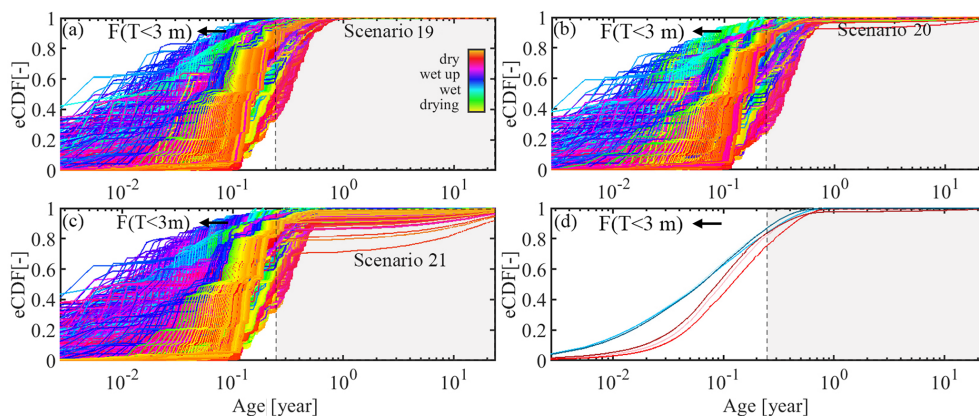 (a)
F(T<3 m)
Scenario 19
dry
wet up
wet
drying
eCDF[-]
1
0.8
0.6
0.4
0.2
0
10^-2
10^-1
10^0
10^1
(b)
F(T<3 m)
Scenario 20
eCDF[-]
1
0.8
0.6
0.4
0.2
0
10^-2
10^-1
10^0
10^1
(c)
F(T<3m)
Scenario 21
eCDF[-]
1
0.8
0.6
0.4
0.2
0
10^-2
10^-1
10^0
10^1
Age [year]
(d)
F(T<3 m)
eCDF[-]
1
0.8
0.6
0.4
0.2
0
10^-2
10^-1
10^0
10^1
Age [year]